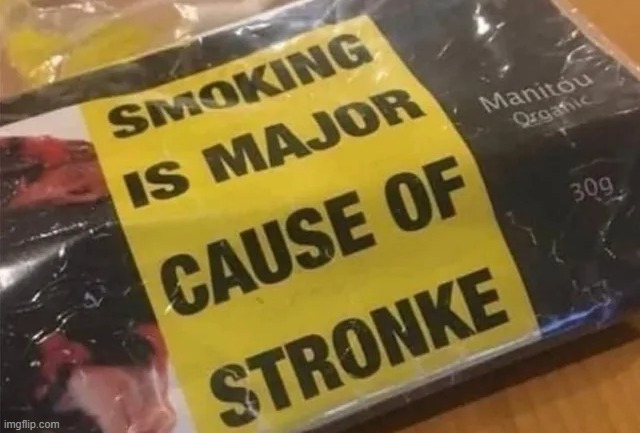 SMOKING
IS MAJOR
CAUSE OF
STRONKE
Manitou
Organic
30g
imgflip.com